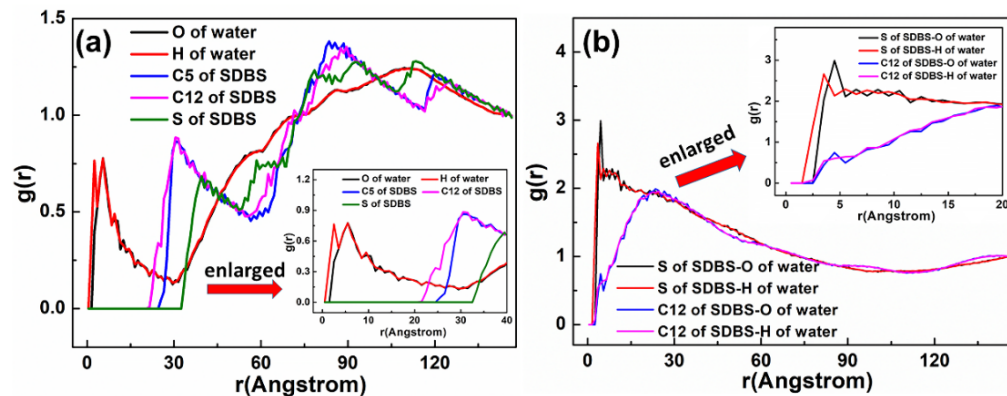 (a)
O of water
H of water
C5 of SDBS
C12 of SDBS
S of SDBS
g(r)
1.5
1.0
0.5
0.0
0 30 60 90 120
r(Angstrom)
enlarged
O of water H of water
C5 of SDBS C12 of SDBS
S of SDBS
g(r)
1.2
0.9
0.6
0.3
0.0
0 10 20 30 40
r(Angstrom)
(b)
g(r)
4
3
2
1
0
0 30 60 90 120
r(Angstrom)
enlarged
S of SDBS-O of water
S of SDBS-H of water
C12 of SDBS-O of water
C12 of SDBS-H of water
S of SDBS-O of water
S of SDBS-H of water
C12 of SDBS-O of water
C12 of SDBS-H of water
g(r)
3
2
1
0
0 5 10 15 20
r(Angstrom)